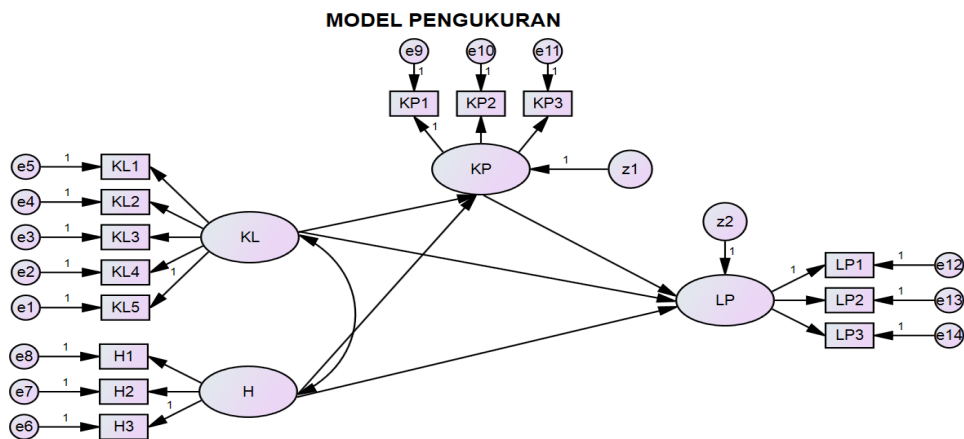 MODEL PENGUKURAN
e9 e10 e11
1 1 1
KP1 KP2 KP3
1
KP
1
z1
e5 1 KL1
e4 1 KL2
e3 1 KL3
e2 1 KL4
e1 1 KL5
1
KL
z2
1
LP
1
LP1 1 e12
LP2 1 e13
LP3 1 e14
e8 1 H1
e7 1 H2
e6 1 H3
1
H